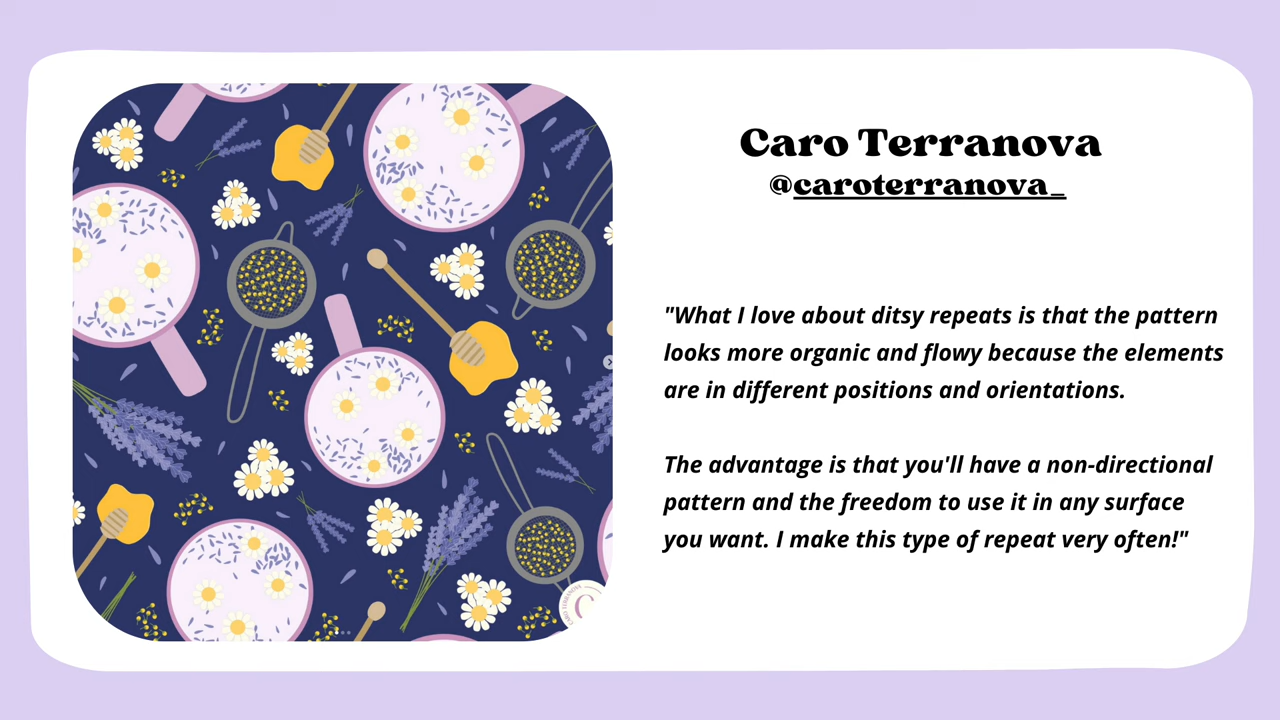 Caro Terranova
@caroterranova_
"What I love about ditsy repeats is that the pattern
looks more organic and flowy because the elements
are in different positions and orientations.
The advantage is that you'll have a non-directional
pattern and the freedom to use it in any surface
you want. I make this type of repeat very often!"
CARO TERRANOVA
C